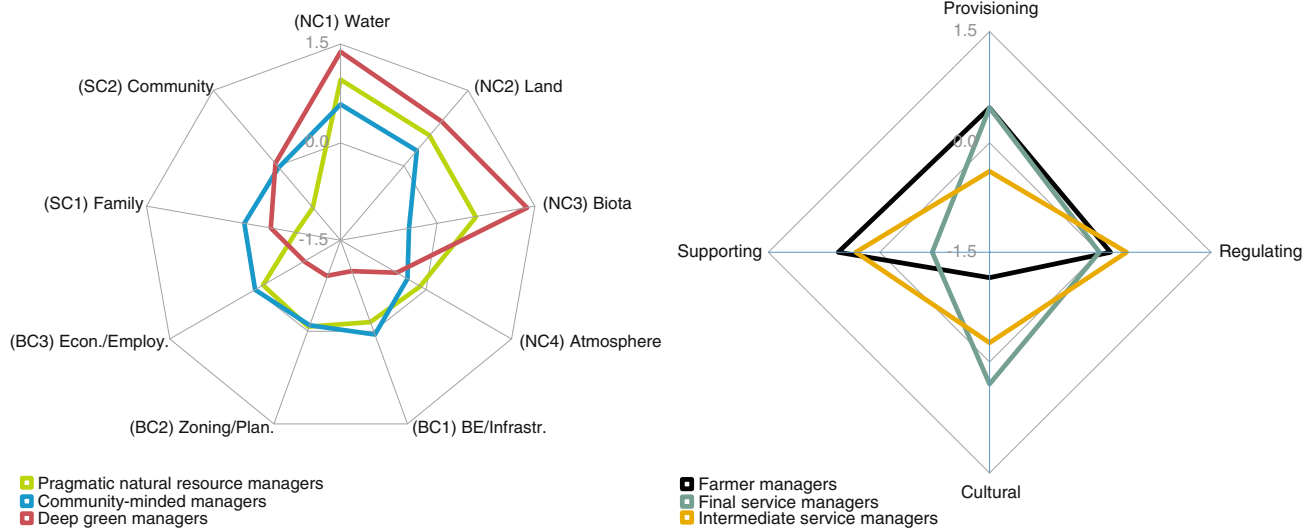 (NC1) Water
1.5
(SC2) Community
(NC2) Land
0.0
(SC1) Family
(NC3) Biota
-1.5
(BC3) Econ./Employ.
(NC4) Atmosphere
(BC2) Zoning/Plan.
(BC1) BE/Infrastr.
Pragmatic natural resource managers
Community-minded managers
Deep green managers
Provisioning
1.5
0.0
Supporting
-1.5
Regulating
Cultural
Farmer managers
Final service managers
Intermediate service managers